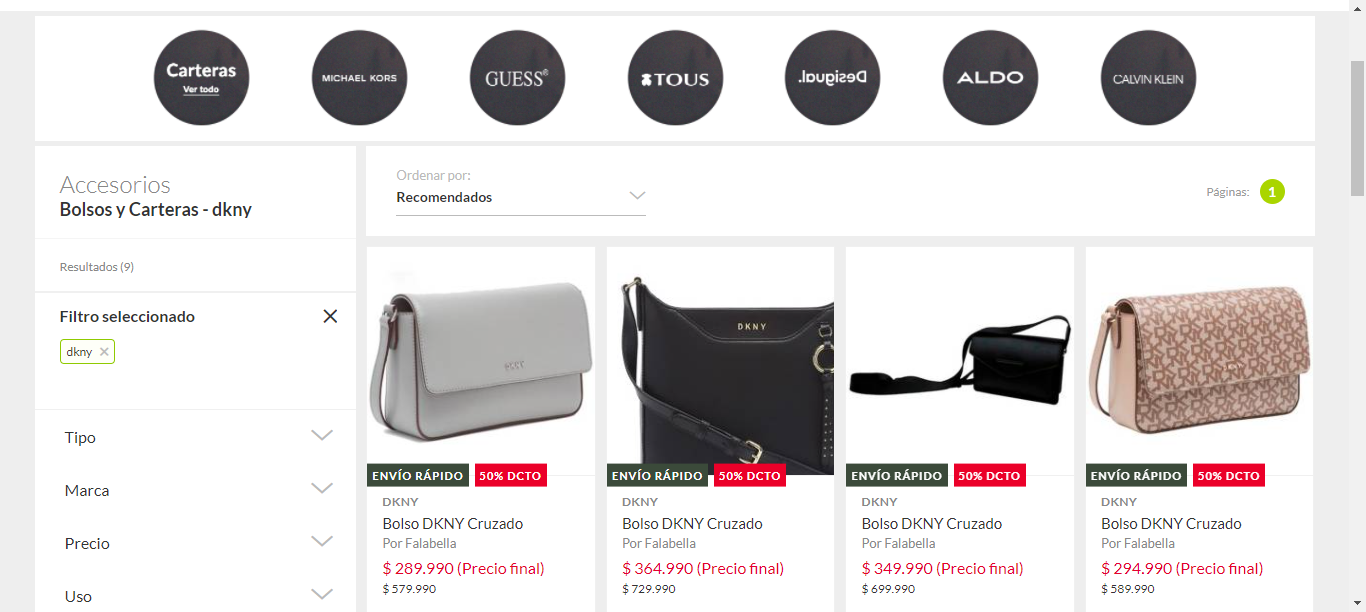 Carteras
Ver todo
MICHAEL KORS
GUESS®
TOUS
Desigual.
ALDO
CALVIN KLEIN
Accesorios
Bolsos y Carteras - dkny
Resultados (9)
Filtro seleccionado
dkny
Tipo
Marca
Precio
Uso
Ordenar por:
Recomendados
Páginas:
1
DKNY
ENVÍO RÁPIDO 50% DCTO
DKNY
Bolso DKNY Cruzado
Por Falabella
$ 289.990 (Precio final)
$ 579.990
DKNY
ENVÍO RÁPIDO 50% DCTO
DKNY
Bolso DKNY Cruzado
Por Falabella
$ 364.990 (Precio final)
$ 729.990
ENVÍO RÁPIDO 50% DCTO
DKNY
Bolso DKNY Cruzado
Por Falabella
$ 349.990 (Precio final)
$ 699.990
ENVÍO RÁPIDO 50% DCTO
DKNY
Bolso DKNY Cruzado
Por Falabella
$ 294.990 (Precio final)
$ 589.990